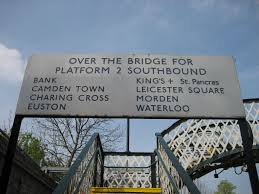 OVER THE BRIDGE FOR
PLATFORM 2 SOUTHBOUND
BANK
CAMDEN TOWN
CHARING CROSS
EUSTON
KING'S + St. Pancras
LEICESTER SQUARE
MORDEN
WATERLOO